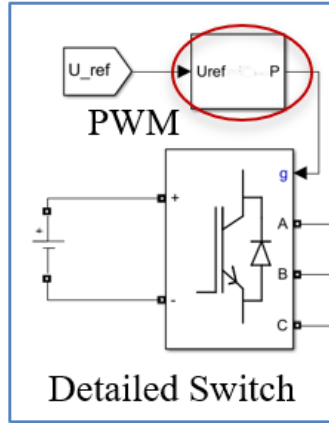 U_ref
Uref P
PWM
g
+
A
+
B
-
C
Detailed Switch